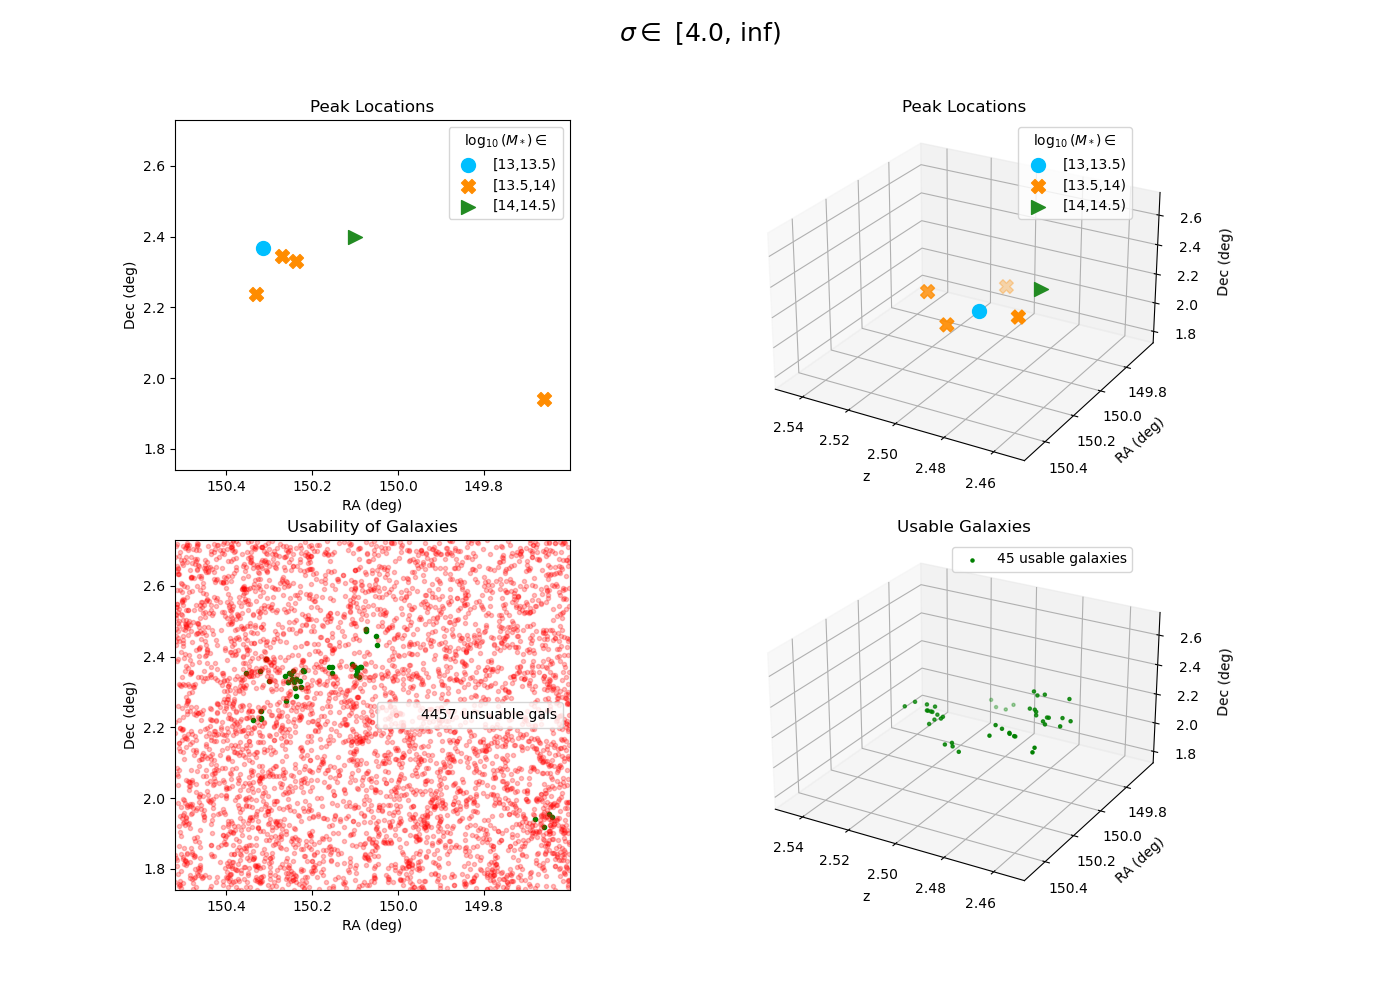 σ ∈ [4.0, inf)
Peak Locations
log₁₀(M*) ∈
[13,13.5)
[13.5,14)
[14,14.5)
2.6
2.4
2.2
2.0
1.8
Dec (deg)
150.4 150.2 150.0 149.8
RA (deg)
Peak Locations
log₁₀(M*) ∈
[13,13.5)
[13.5,14)
[14,14.5)
2.6
2.4
2.2
2.0
1.8
Dec (deg)
149.8
150.0
150.2
150.4
RA (deg)
2.54
2.52
2.50
2.48
2.46
z
Usability of Galaxies
4457 unsuable gals
2.6
2.4
2.2
2.0
1.8
Dec (deg)
150.4 150.2 150.0 149.8
RA (deg)
Usable Galaxies
45 usable galaxies
2.6
2.4
2.2
2.0
1.8
Dec (deg)
149.8
150.0
150.2
150.4
RA (deg)
2.54
2.52
2.50
2.48
2.46
z